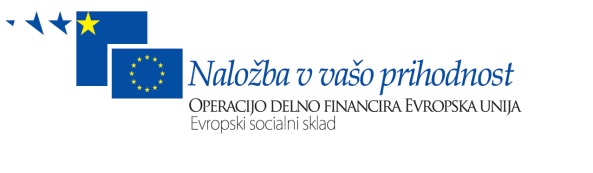 Naložba v vašo prihodnost
OPERACIJO DELNO FINANCIRA EVROPSKA UNIJA
Evropski socialni sklad